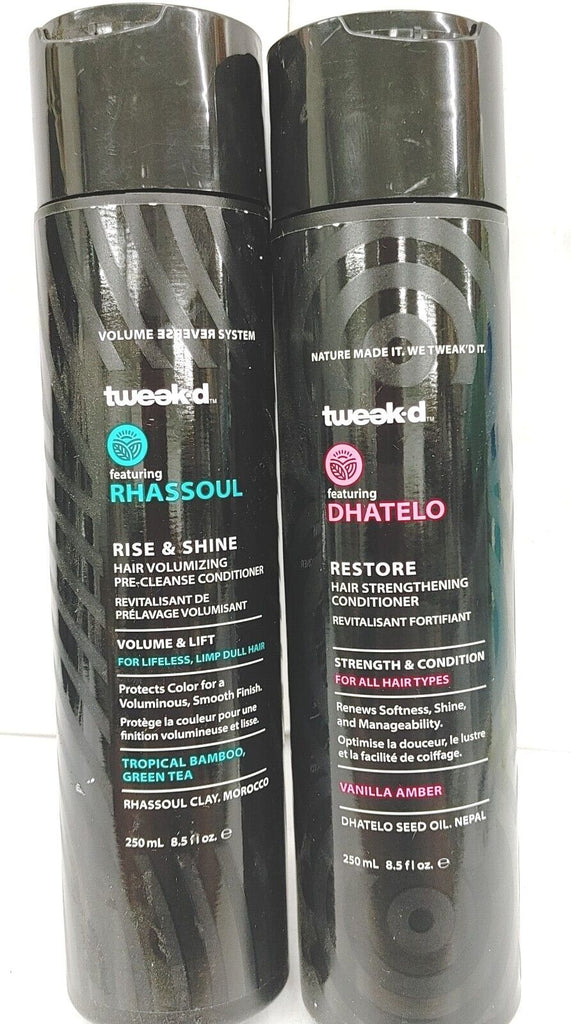 VOLUME REVERSE SYSTEM
tweak•d™
featuring
RHASSOUL
RISE & SHINE
HAIR VOLUMIZING
PRE-CLEANSE CONDITIONER
REVITALISANT DE
PRÉLAVAGE VOLUMISANT
VOLUME & LIFT
FOR LIFELESS, LIMP DULL HAIR
Protects Color for a
Voluminous, Smooth Finish.
Protège la couleur pour une
finition volumineuse et lisse.
TROPICAL BAMBOO,
GREEN TEA
RHASSOUL CLAY, MOROCCO
250 mL 8.5 fl oz. ℮
NATURE MADE IT. WE TWEAK'D IT.
tweak•d™
featuring
DHATELO
RESTORE
HAIR STRENGTHENING
CONDITIONER
REVITALISANT FORTIFIANT
STRENGTH & CONDITION
FOR ALL HAIR TYPES
Renews Softness, Shine,
and Manageability.
Optimise la douceur, le lustre
et la facilité de coiffage.
VANILLA AMBER
DHATELO SEED OIL, NEPAL
250 mL 8.5 fl oz. ℮